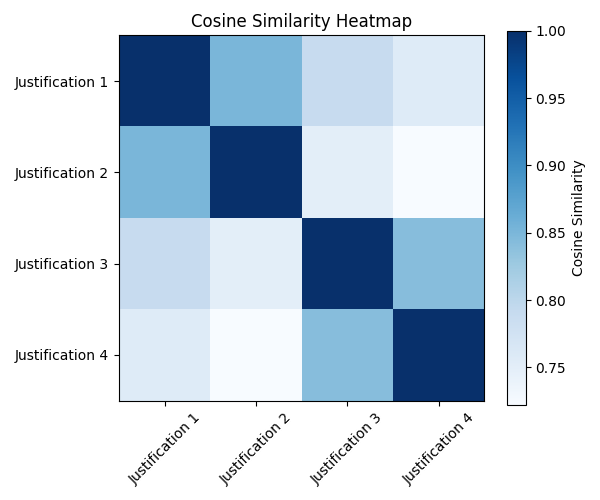 Cosine Similarity Heatmap
Justification 1
Justification 2
Justification 3
Justification 4
Justification 1
Justification 2
Justification 3
Justification 4
1.00
0.95
0.90
0.85
0.80
0.75
Cosine Similarity